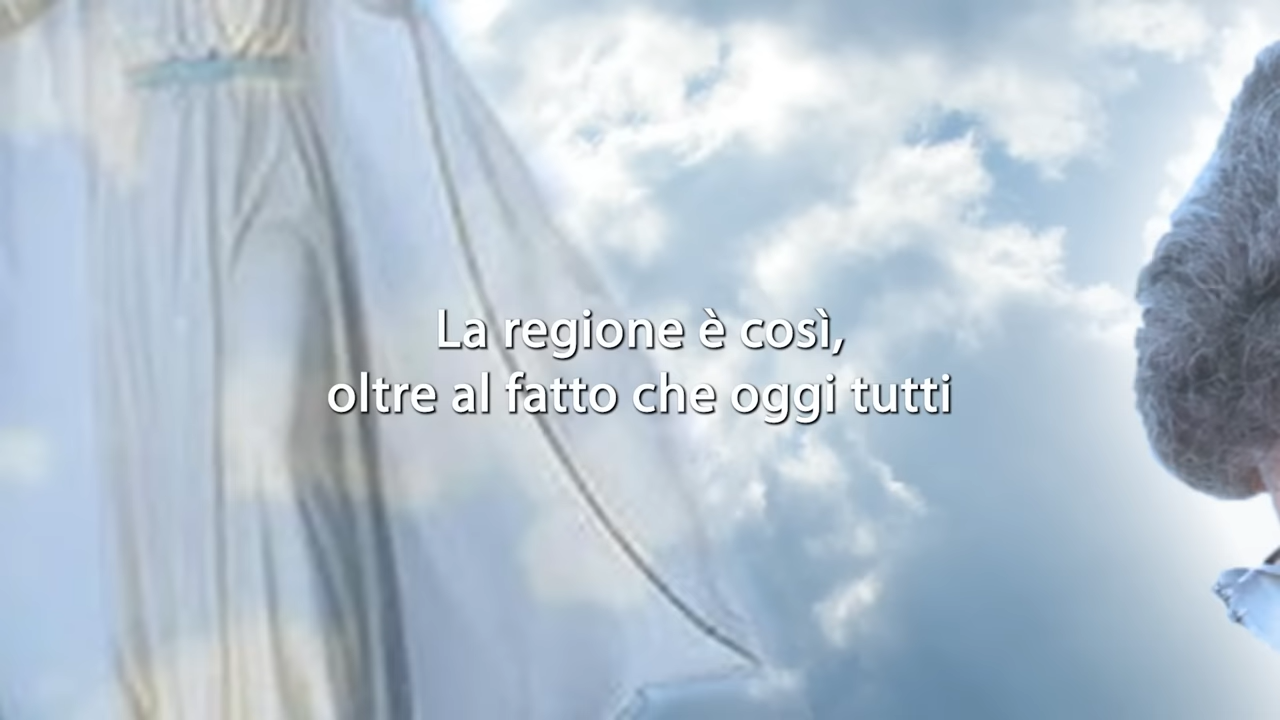 La regione è così,
oltre al fatto che oggi tutti